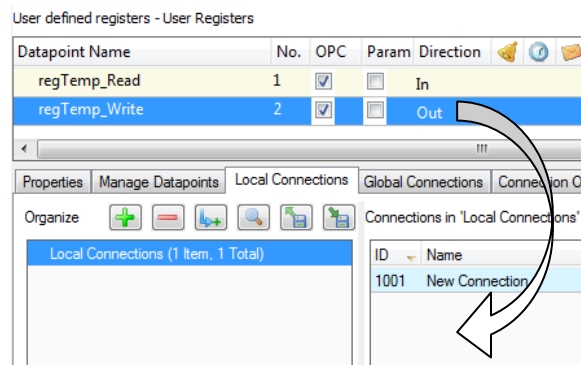 User defined registers - User Registers
Datapoint Name No. OPC Param Direction
regTemp_Read 1 In
regTemp_Write 2 Out
Properties Manage Datapoints Local Connections Global Connections Connection O
Organize Connections in 'Local Connections'
Local Connections (1 Item, 1 Total) ID Name
1001 New Connection